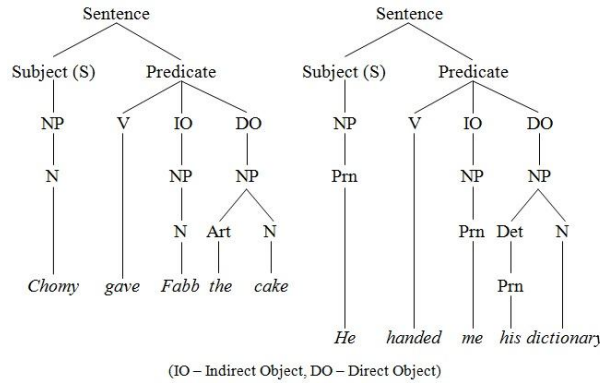 Sentence Sentence
Subject (S) Predicate Subject (S) Predicate
NP V IO DO NP V IO DO
N NP NP Prn NP NP
N Art N Prn Det N
Chomy gave Fabb the cake Prn
He handed me his dictionary
(IO – Indirect Object, DO – Direct Object)